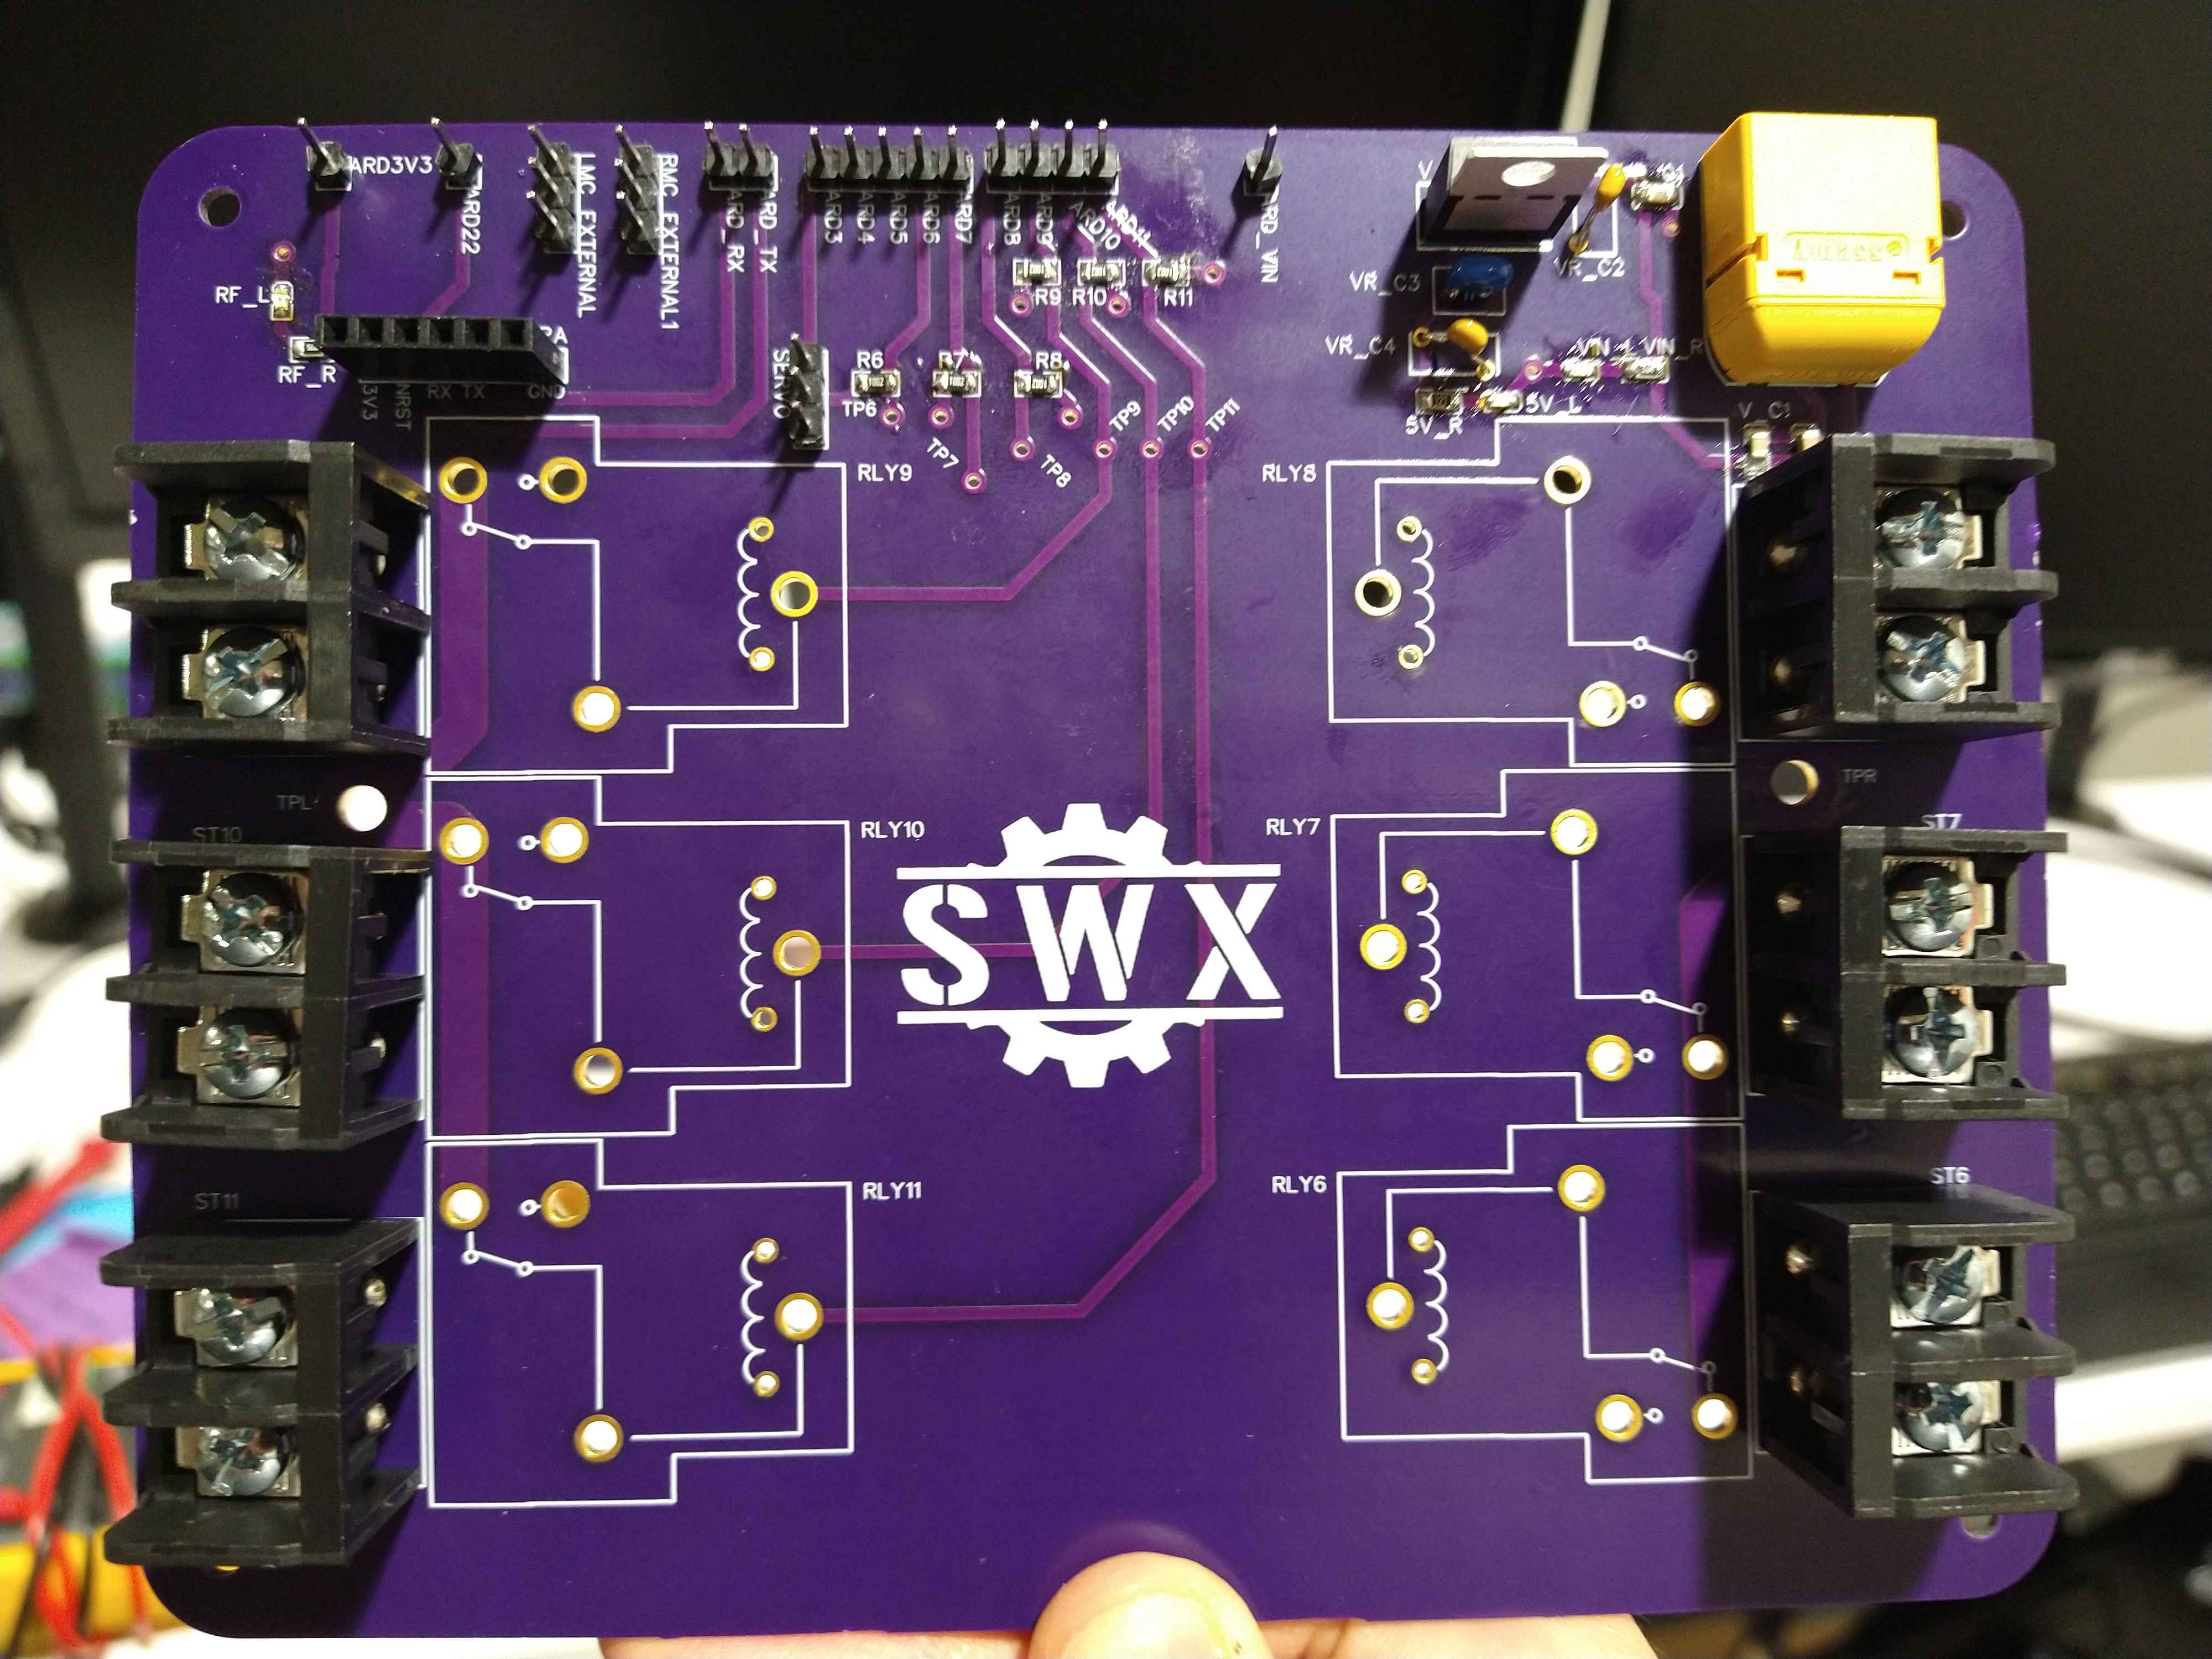 ARD3V3
ARD22
LMC_EXTERNAL
RMC_EXTERNAL1
ARD_RX
ARD_TX
ARD3
ARD4
ARD5
ARD6
ARD7
ARD8
ARD9
ARD10
ARD11
ARD_VIN
VR_C2
VR_C3
VR_C4
Amass
RF_L
RF_R
3V3
NRST
RX
TX
GND
SERVO
R6
R7
R8
R9
R10
R11
TP6
TP7
TP8
TP9
TP10
TP11
VIN_R
5V_L
5V_R
V_C1
RLY9
RLY8
TPL
TPR
ST10
ST7
RLY10
RLY7
SWX
ST11
ST6
RLY11
RLY6